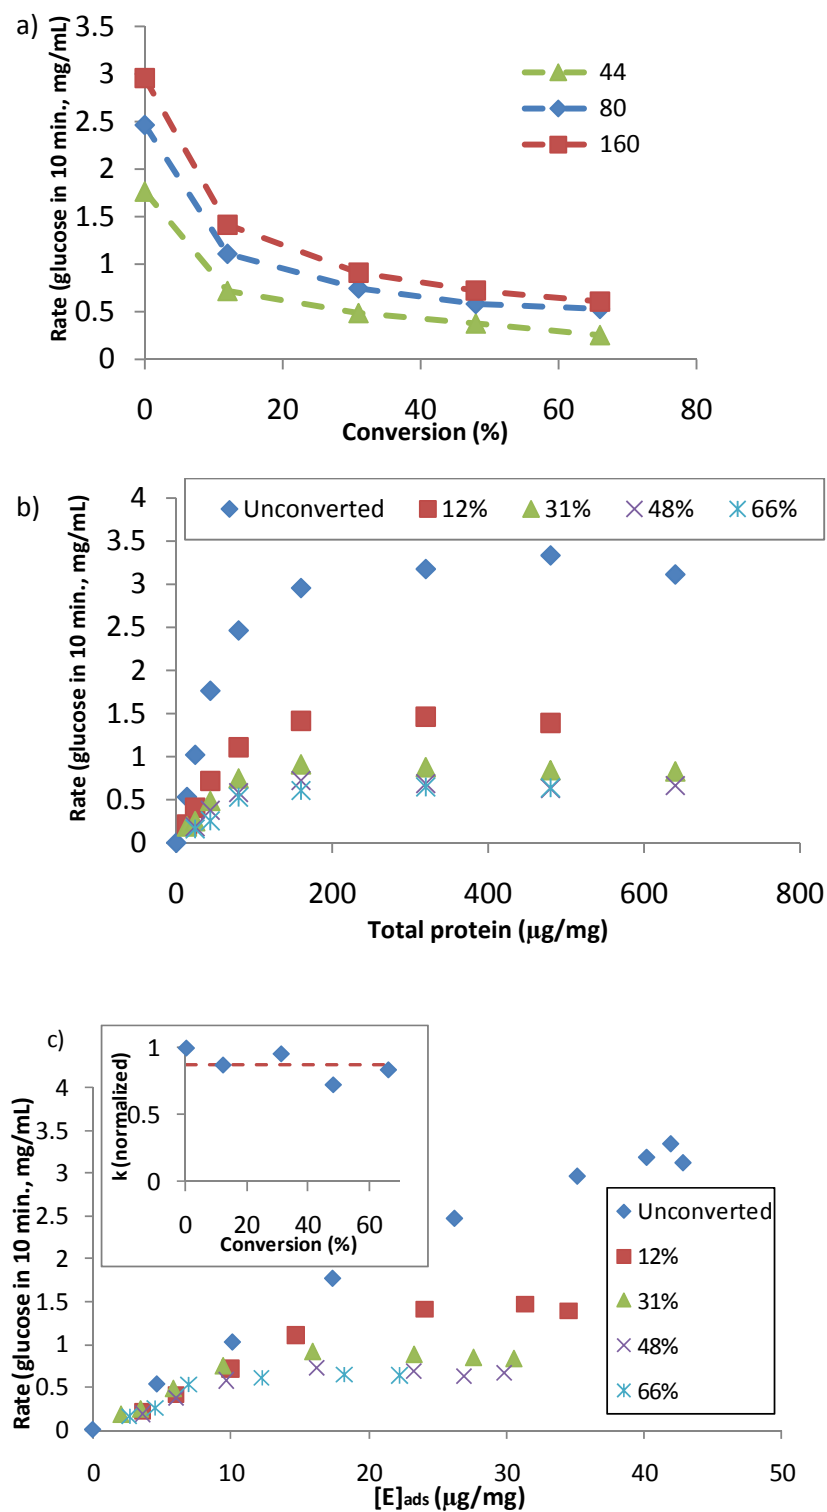 a)
Rate (glucose in 10 min., mg/mL)
3.5
3
2.5
2
1.5
1
0.5
0
0 20 40 60 80
Conversion (%)
44
80
160
b)
Rate (glucose in 10 min., mg/mL)
Unconverted 12% 31% 48% 66%
4
3.5
3
2.5
2
1.5
1
0.5
0
0 200 400 600 800
Total protein (μg/mg)
c)
k (normalized)
1
0.5
0
0 20 40 60
Conversion (%)
Rate (glucose in 10 min., mg/mL)
4
3.5
3
2.5
2
1.5
1
0.5
0
0 10 20 30 40 50
[E]ads (μg/mg)
Unconverted
12%
31%
48%
66%